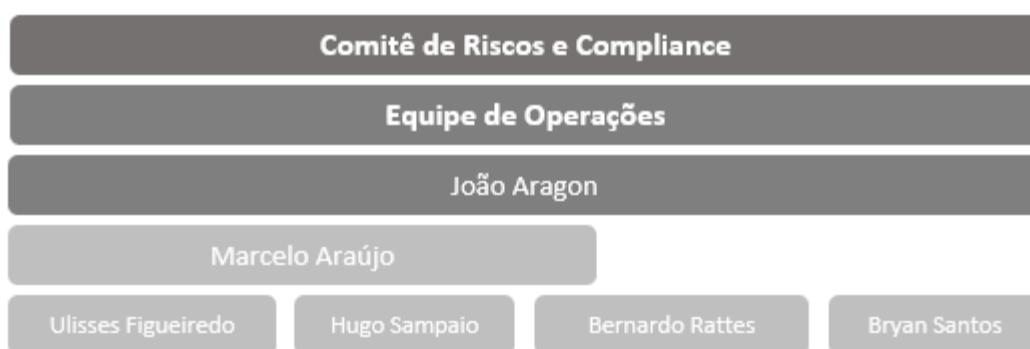 Comitê de Riscos e Compliance
Equipe de Operações
João Aragon
Marcelo Araújo
Ulisses Figueiredo
Hugo Sampaio
Bernardo Rattes
Bryan Santos